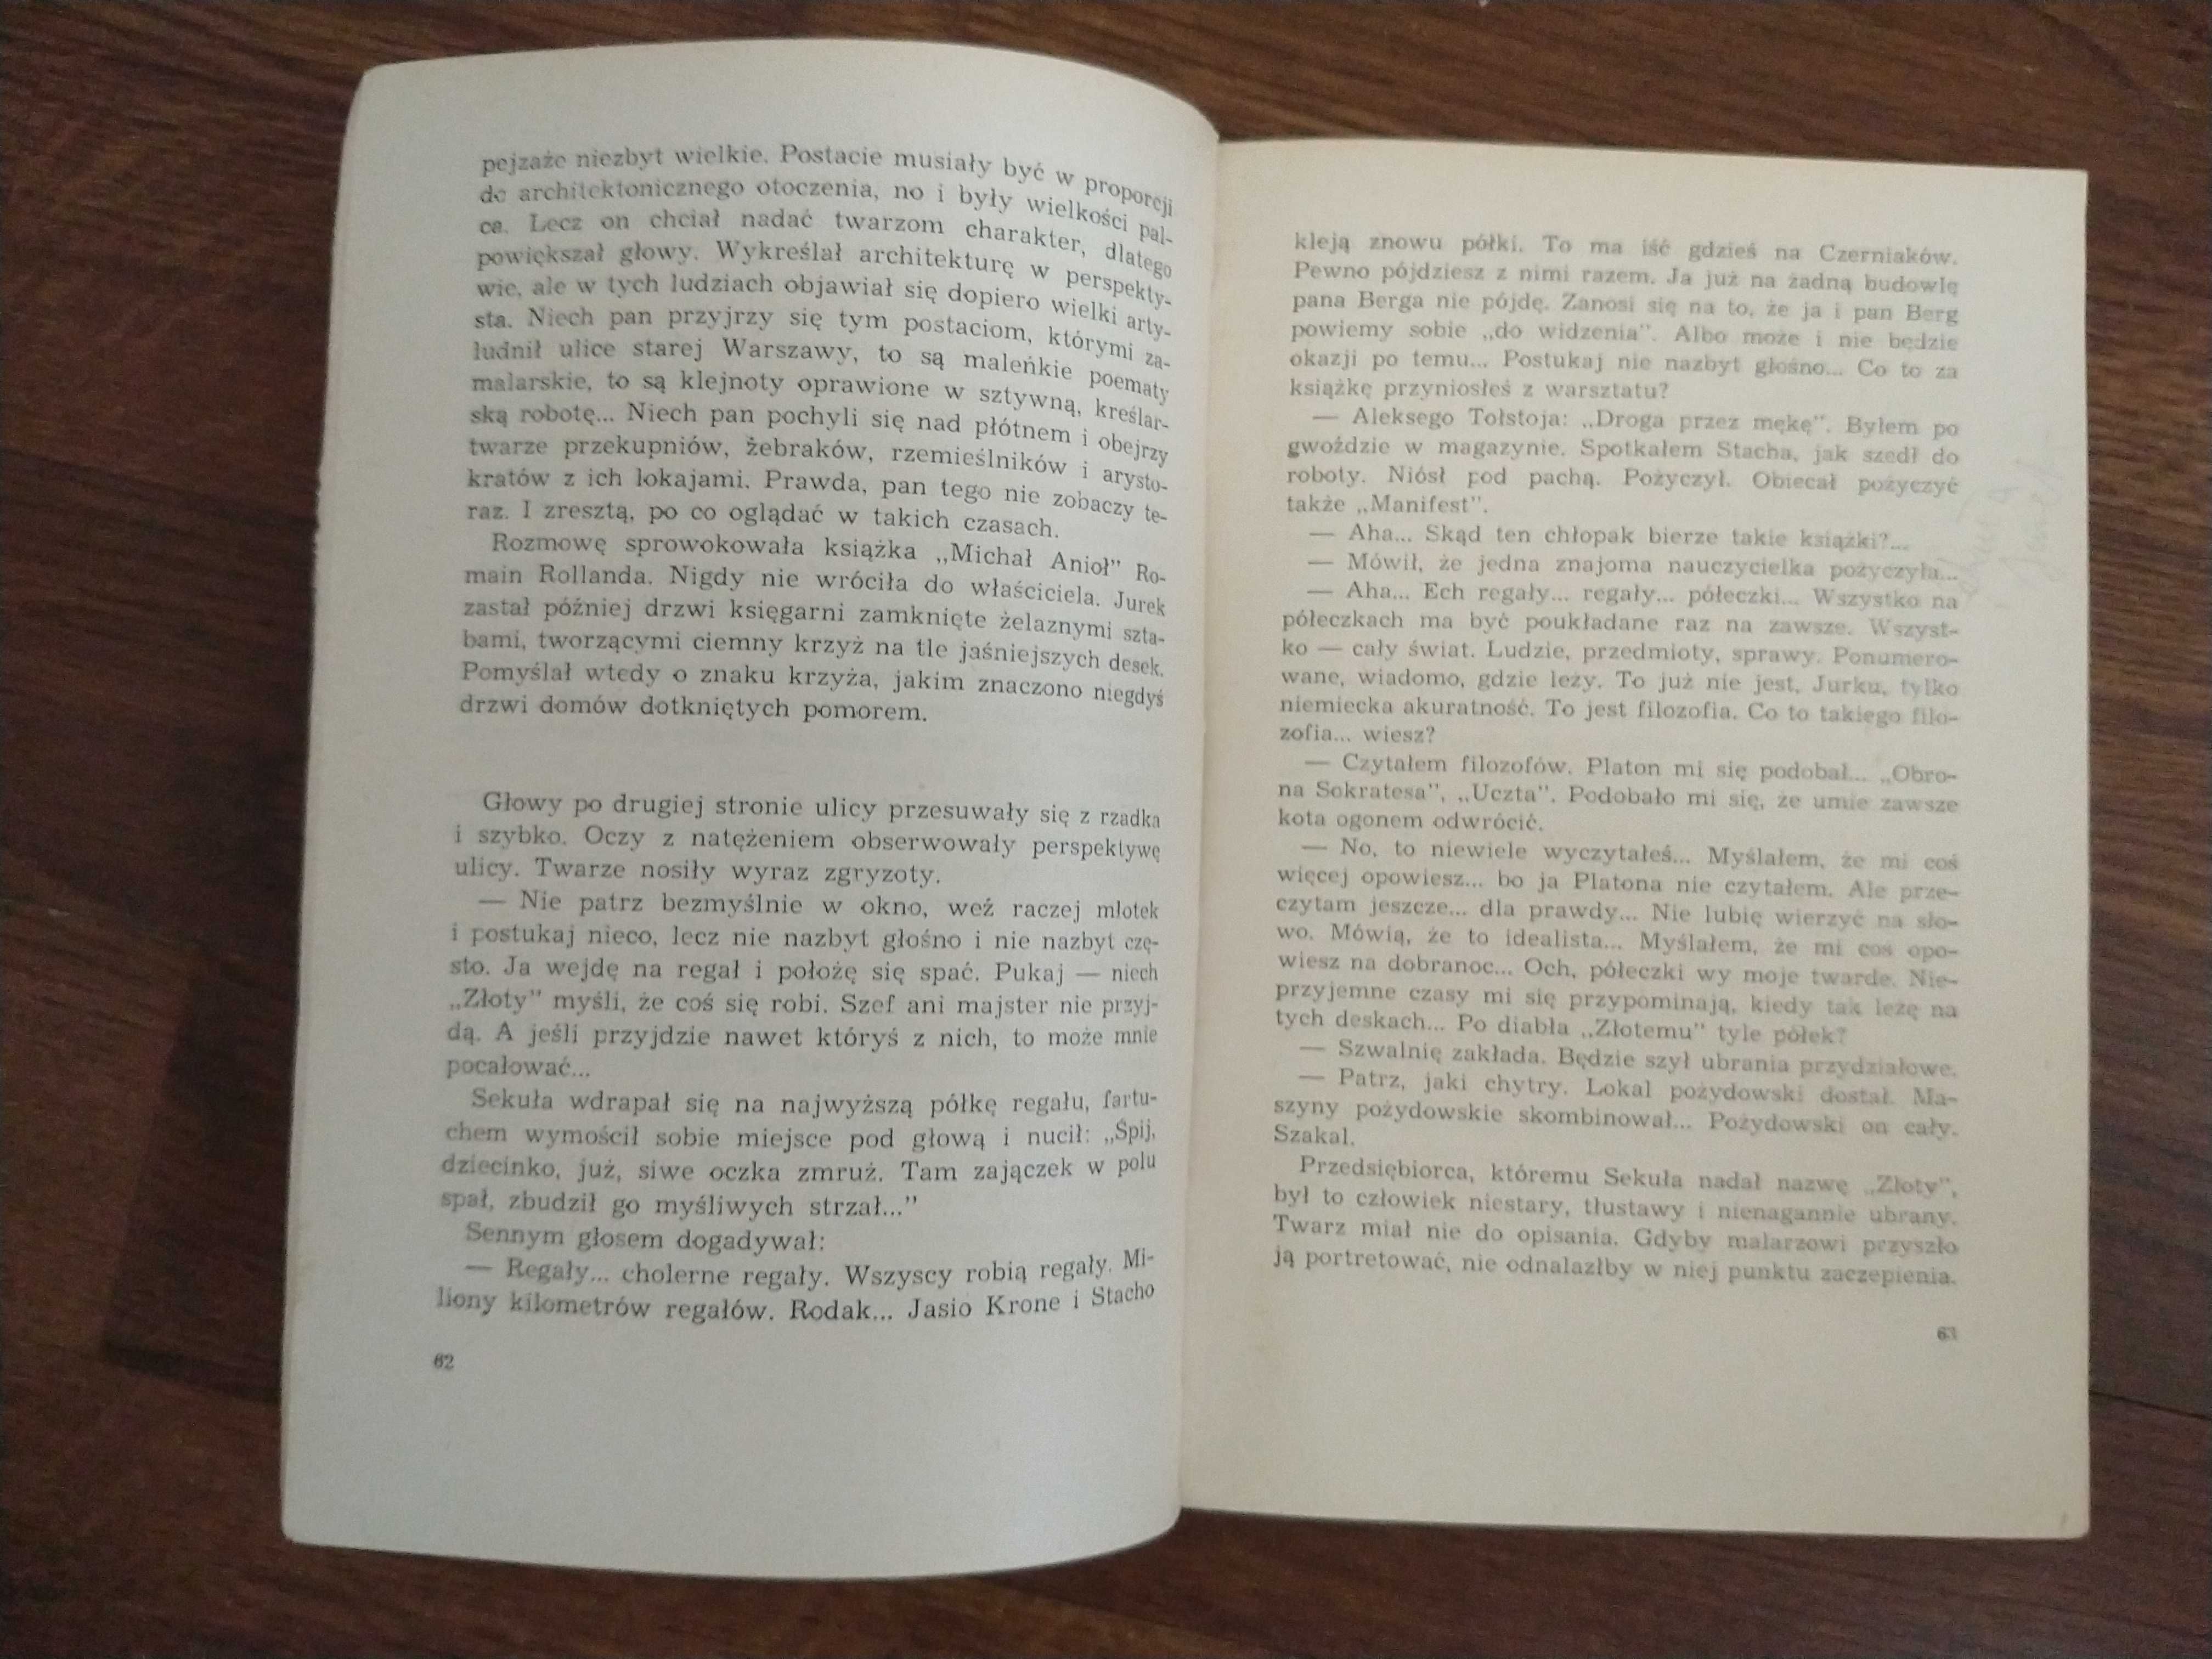 pejzaże niezbyt wielkie. Postacie musiały być w proporcji
do architektonicznego otoczenia, no i były wielkości pal-
ca. Lecz on chciał nadać twarzom charakter, dlatego
powiększał głowy. Wykreślał architekturę w perspekty-
wie, ale w tych ludziach objawiał się dopiero wielki arty-
sta. Niech pan przyjrzy się tym postaciom, którymi za-
ludnił ulice starej Warszawy, to są maleńkie poematy
malarskie, to są klejnoty oprawione w sztywną, kreślar-
ską robotę... Niech pan pochyli się nad płótnem i obejrzy
twarze przekupniów, żebraków, rzemieślników i arysto-
kratów z ich lokajami. Prawda, pan tego nie zobaczy te-
raz. I zresztą, po co oglądać w takich czasach.
Rozmowę sprowokowała książka „Michał Anioł” Ro-
main Rollanda. Nigdy nie wróciła do właściciela. Jurek
zastał później drzwi księgarni zamknięte żelaznymi szta-
bami, tworzącymi ciemny krzyż na tle jaśniejszych desek.
Pomyślał wtedy o znaku krzyża, jakim znaczono niegdyś
drzwi domów dotkniętych pomorem.
Głowy po drugiej stronie ulicy przesuwały się z rzadka
i szybko. Oczy z natężeniem obserwowały perspektywę
ulicy. Twarze nosiły wyraz zgryzoty.
— Nie patrz bezmyślnie w okno, weź raczej młotek
i postukaj nieco, lecz nie nazbyt głośno i nie nazbyt czę-
sto. Ja wejdę na regał i położę się spać. Pukaj — niech
„Złoty” myśli, że coś się robi. Szef ani majster nie przyj-
dą. A jeśli przyjdzie nawet któryś z nich, to może mnie
pocałować...
Sekuła wdrapał się na najwyższą półkę regału, fartu-
chem wymościł sobie miejsce pod głową i nucił: „Śpij,
dziecinko, już, siwe oczka zmruż. Tam zajączek w polu
spał, zbudził go myśliwych strzał...”
Sennym głosem dogadywał:
— Regały... cholerne regały. Wszyscy robią regały. Mi-
liony kilometrów regałów. Rodak... Jasio Krone i Stacho
62
kleją znowu półki. To ma iść gdzieś na Czerniaków.
Pewno pójdziesz z nimi razem. Ja już na żadną budowlę
pana Berga nie pójdę. Zanosi się na to, że ja i pan Berg
powiemy sobie „do widzenia”. Albo może i nie będzie
okazji po temu... Postukaj nie nazbyt głośno... Co to za
książkę przyniosłeś z warsztatu?
— Aleksego Tołstoja: „Droga przez mękę”. Byłem po
gwoździe w magazynie. Spotkałem Stacha, jak szedł do
roboty. Niósł pod pachą. Pożyczył. Obiecał pożyczyć
także „Manifest”.
— Aha... Skąd ten chłopak bierze takie książki?...
— Mówił, że jedna znajoma nauczycielka pożyczyła...
— Aha... Ech regały... regały... półeczki... Wszystko na
półeczkach ma być poukładane raz na zawsze. Wszyst-
ko — cały świat. Ludzie, przedmioty, sprawy. Ponumero-
wane, wiadomo, gdzie leży. To już nie jest, Jurku, tylko
niemiecka akuratność. To jest filozofia. Co to takiego filo-
zofia... wiesz?
— Czytałem filozofów. Platon mi się podobał... „Obro-
na Sokratesa”, „Uczta”. Podobało mi się, że umie zawsze
kota ogonem odwrócić.
— No, to niewiele wyczytałeś... Myślałem, że mi coś
więcej opowiesz... bo ja Platona nie czytałem. Ale prze-
czytam jeszcze... dla prawdy... Nie lubię wierzyć na sło-
wo. Mówią, że to idealista... Myślałem, że mi coś opo-
wiesz na dobranoc... Och, półeczki wy moje twarde. Nie-
przyjemne czasy mi się przypominają, kiedy tak leżę na
tych deskach... Po diabła „Złotemu” tyle półek?
— Szwalnię zakłada. Będzie szył ubrania przydziałowe.
— Patrz, jaki chytry. Lokal pożydowski dostał. Ma-
szyny pożydowskie skombinował... Pożydowski on cały.
Szakal.
Przedsiębiorca, któremu Sekuła nadał nazwę „Złoty”,
był to człowiek niestary, tłustawy i nienagannie ubrany.
Twarz miał nie do opisania. Gdyby malarzowi przyszło
ją portretować, nie odnalazłby w niej punktu zaczepienia.
63